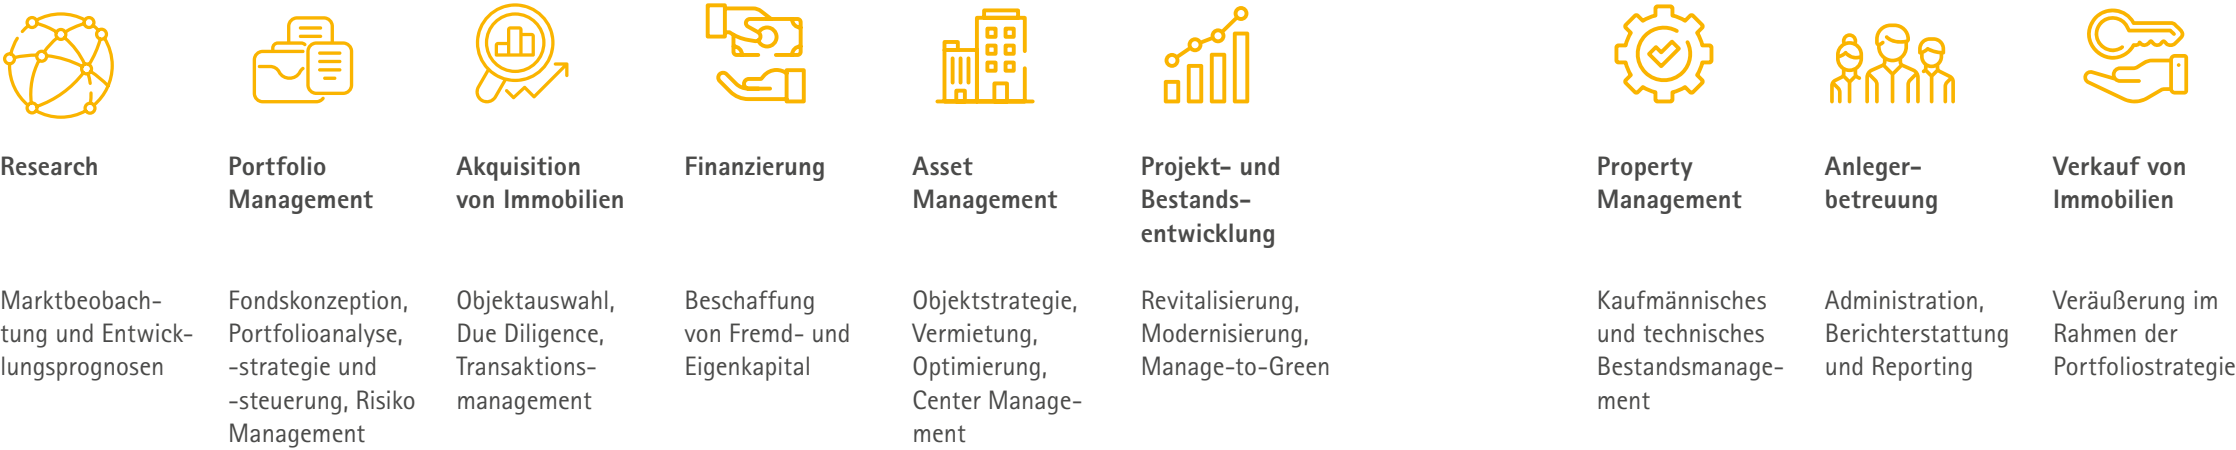 Research
Marktbeobach-
tung und Entwick-
lungsprognosen
Portfolio
Management
Fondskonzeption,
Portfolioanalyse,
-strategie und
-steuerung, Risiko
Management
Akquisition
von Immobilien
Objektauswahl,
Due Diligence,
Transaktions-
management
Finanzierung
Beschaffung
von Fremd- und
Eigenkapital
Asset
Management
Objektstrategie,
Vermietung,
Optimierung,
Center Manage-
ment
Projekt- und
Bestands-
entwicklung
Revitalisierung,
Modernisierung,
Manage-to-Green
Property
Management
Kaufmännisches
und technisches
Bestandsmanage-
ment
Anleger-
betreuung
Administration,
Berichterstattung
und Reporting
Verkauf von
Immobilien
Veräußerung im
Rahmen der
Portfoliostrategie